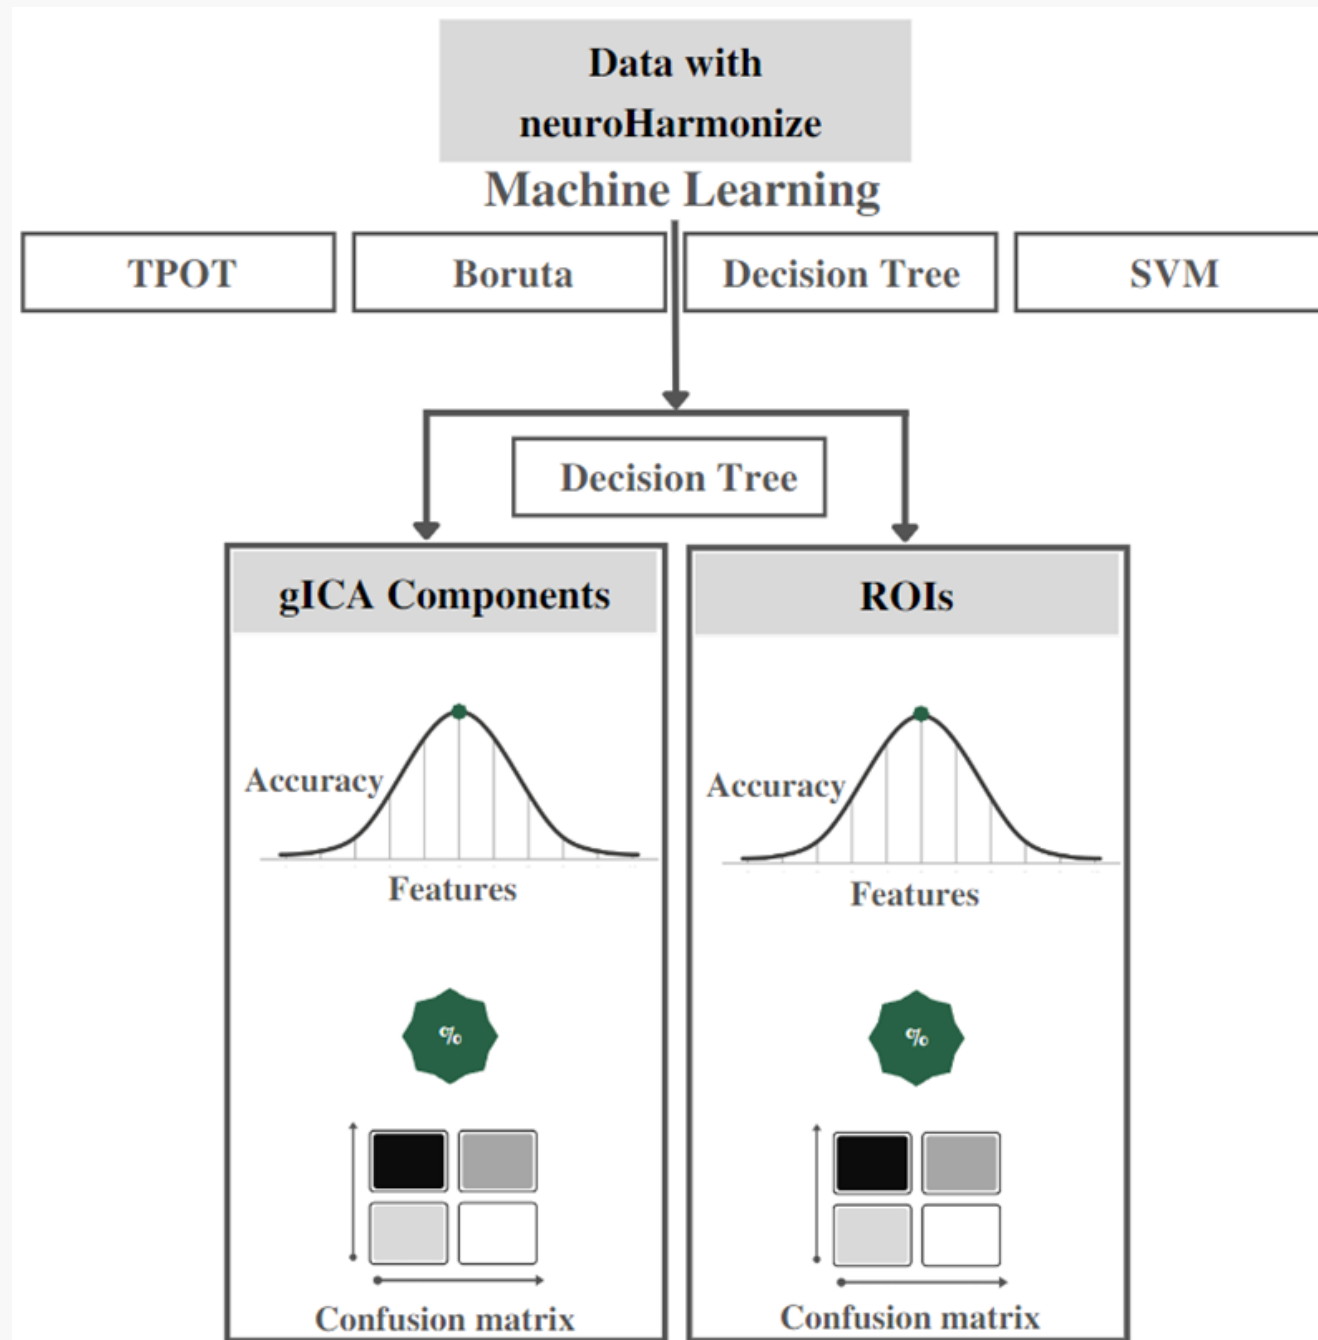 Data with
neuroHarmonize
Machine Learning
TPOT
Boruta
Decision Tree
SVM
Decision Tree
gICA Components
Accuracy
Features
%
Confusion matrix
ROIs
Accuracy
Features
%
Confusion matrix